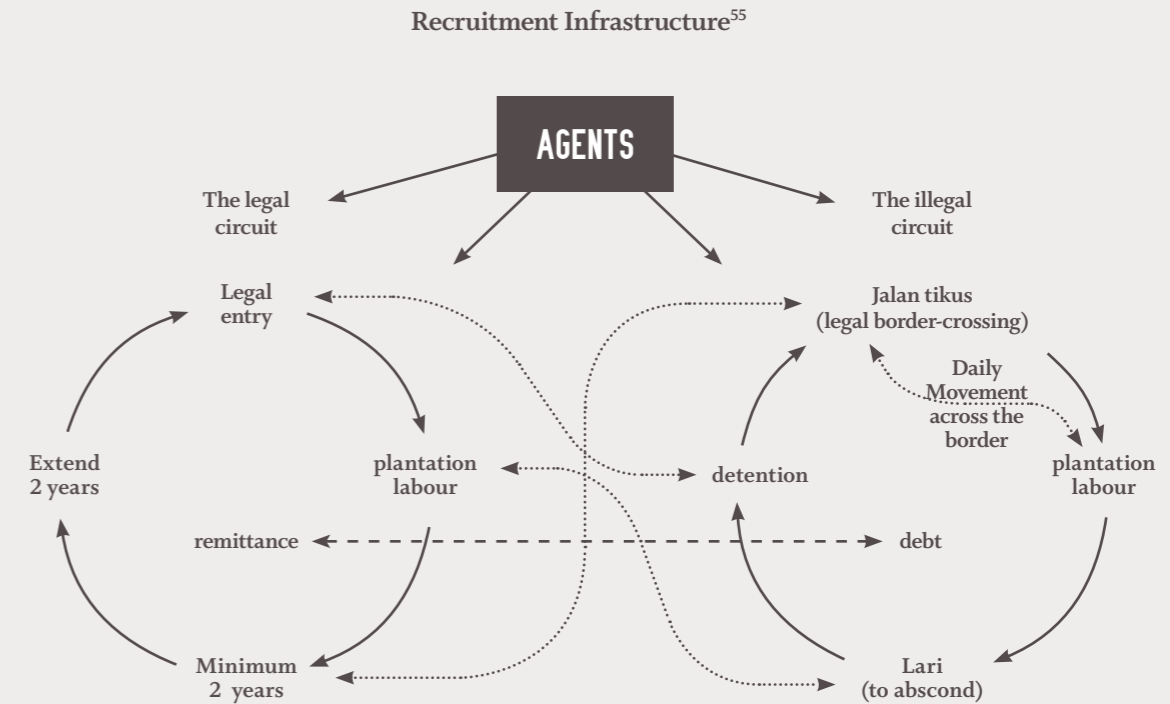 Recruitment Infrastructure55
AGENTS
The legal
circuit
The illegal
circuit
Legal
entry
Jalan tikus
(legal border-crossing)
Daily
Movement
across the
border
Extend
2 years
plantation
labour
detention
plantation
labour
remittance
debt
Minimum
2 years
Lari
(to abscond)